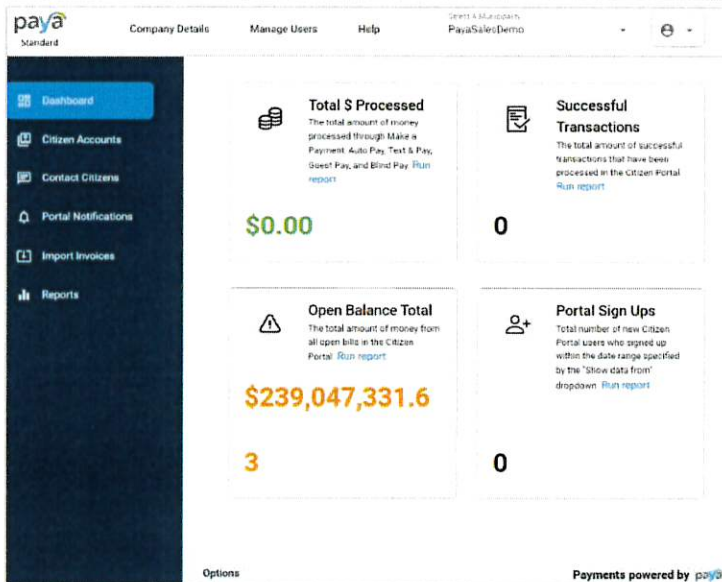 paya
Standard
Company Details
Manage Users
Help
Select A Municipality
PayaSalesDemo
Dashboard
Citizen Accounts
Contact Citizens
Portal Notifications
Import Invoices
Reports
Total $ Processed
The total amount of money
processed through Make a
Payment, Auto Pay, Text & Pay,
Guest Pay, and Blind Pay. Run
report
$0.00
Successful
Transactions
The total amount of successful
transactions that have been
processed in the Citizen Portal.
Run report
0
Open Balance Total
The total amount of money from
all open bills in the Citizen
Portal. Run report
$239,047,331.6
3
Portal Sign Ups
Total number of new Citizen
Portal users who signed up
within the date range specified
by the "Show data from"
dropdown. Run report
0
Options
Payments powered by paya